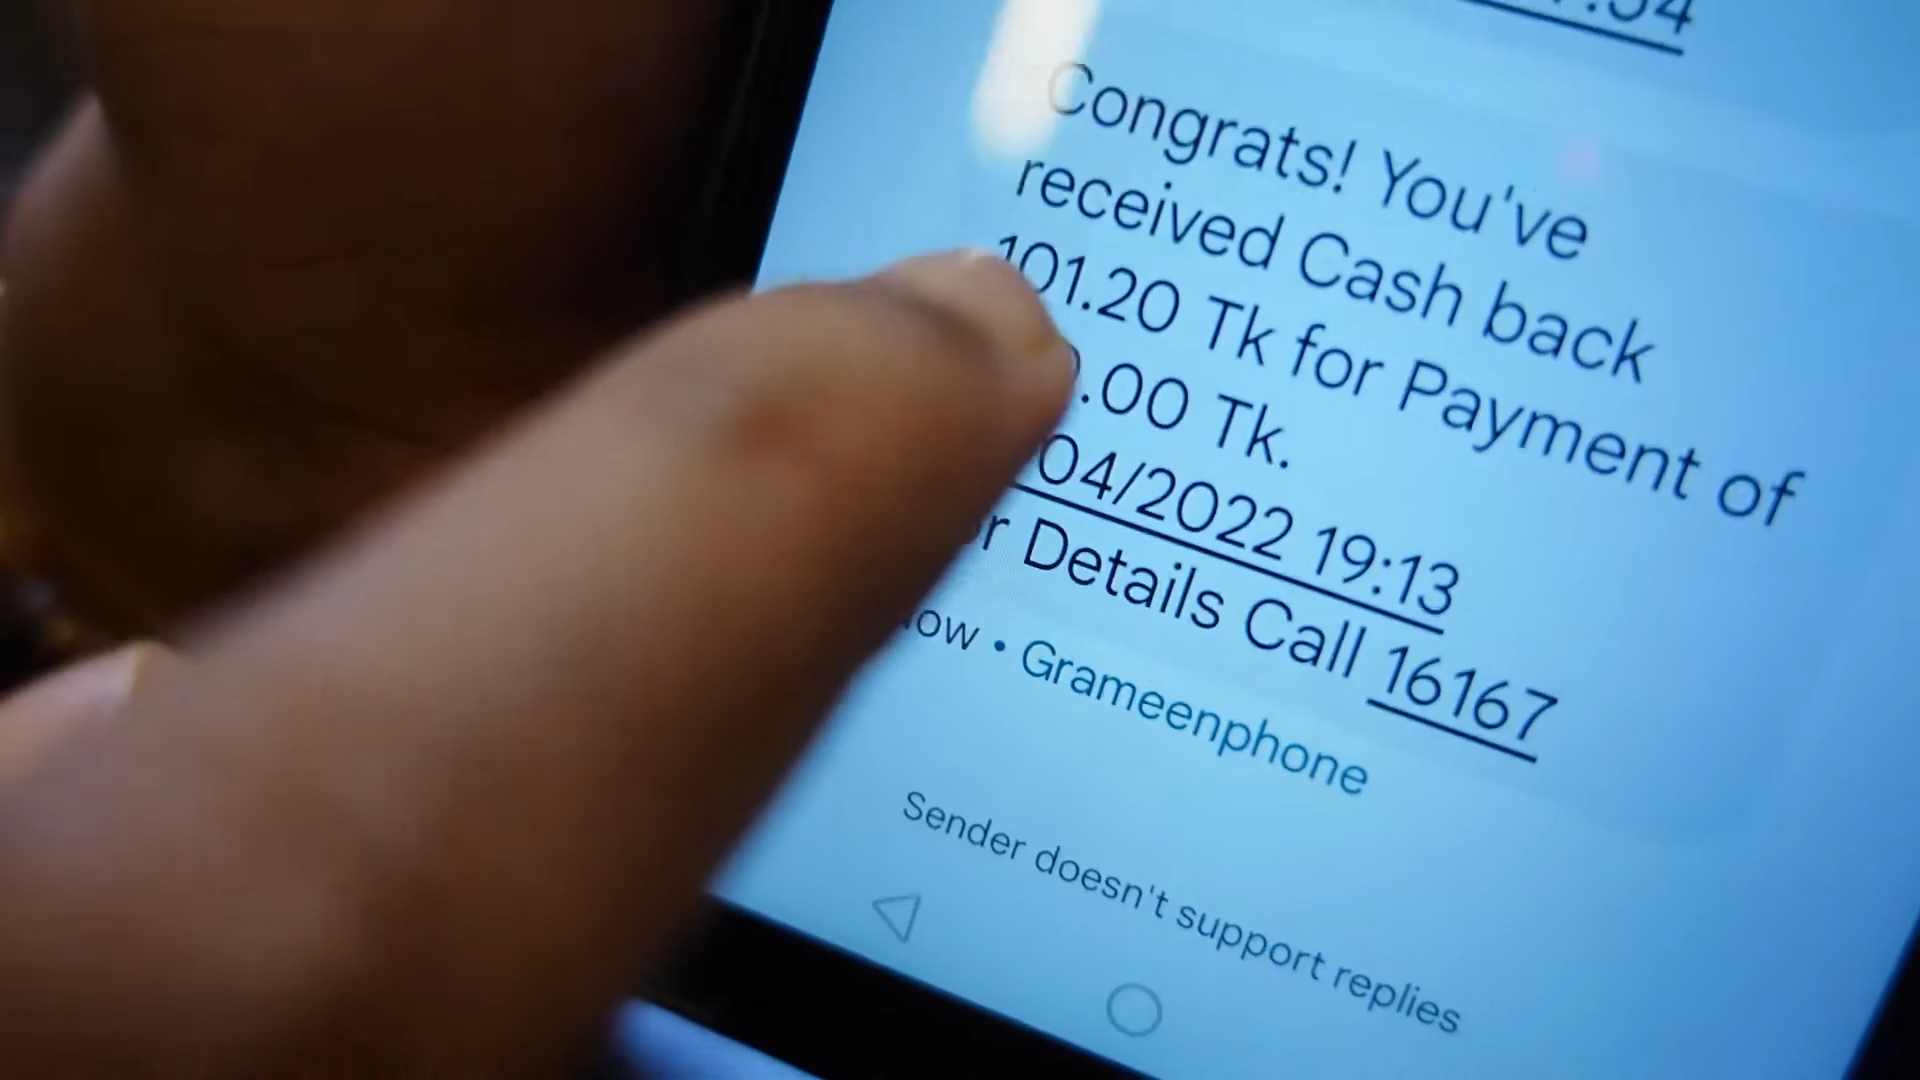 Congrats! You've
received Cash back
101.20 Tk for Payment of
.00 Tk.
04/2022 19:13
Details Call 16167
• Grameenphone
Sender doesn't support replies